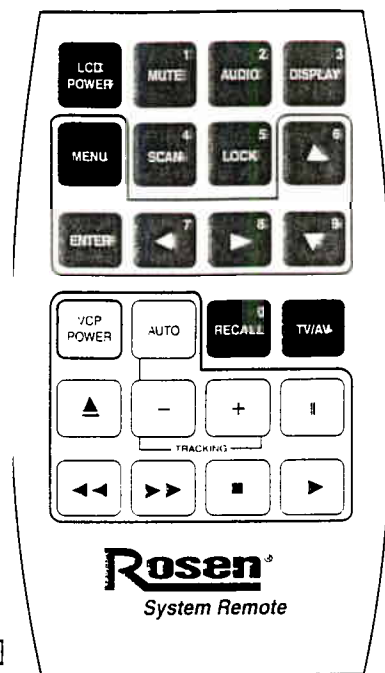 1 2 3
LCD POWER MUTE AUDIO DISPLAY
4 5 6
MENU SCAN LOCK
7 8 9
ENTER
0
VCP POWER AUTO RECALL TV/AV
- +
TRACKING
Rosen®
System Remote